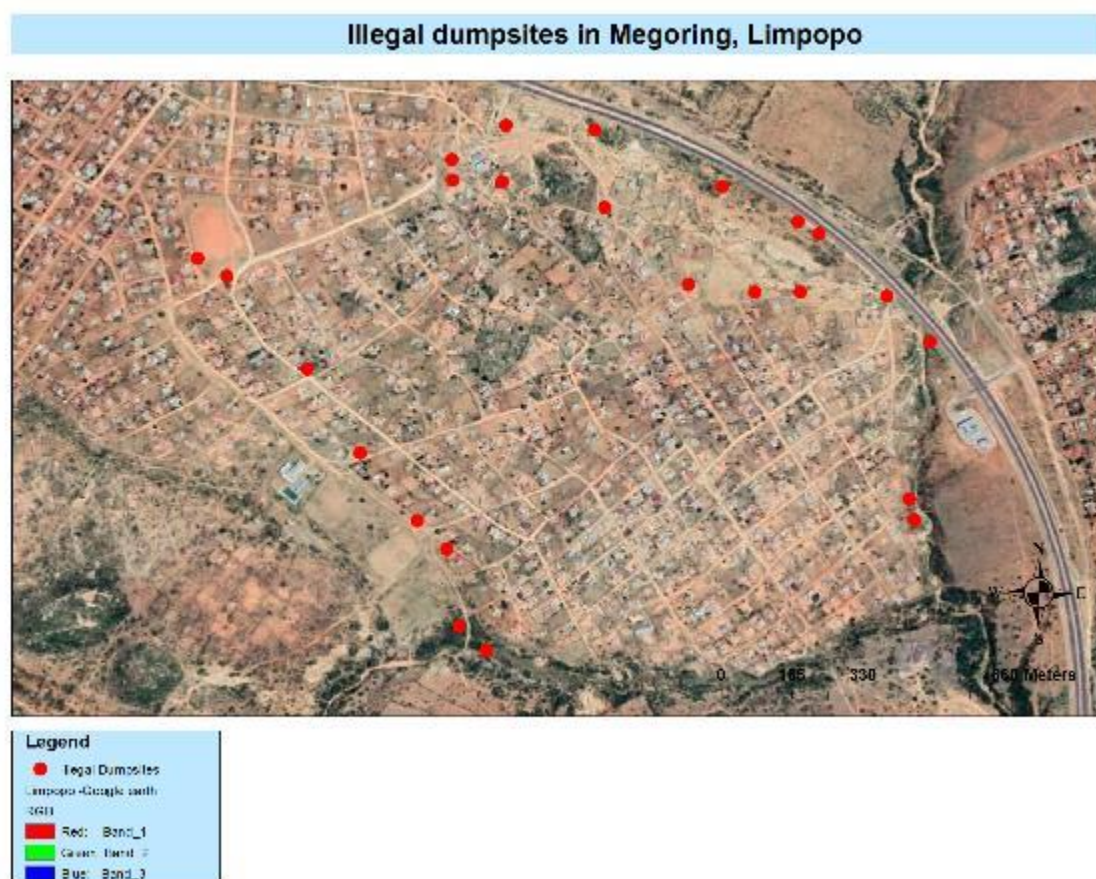 Illegal dumpsites in Megoring, Limpopo
N
E
S
0 165 330 660 Meters
Legend
Illegal Dumpsites
Limpopo -Google earth
RGB
Red: Band_1
Green: Band_2
Blue: Band_3